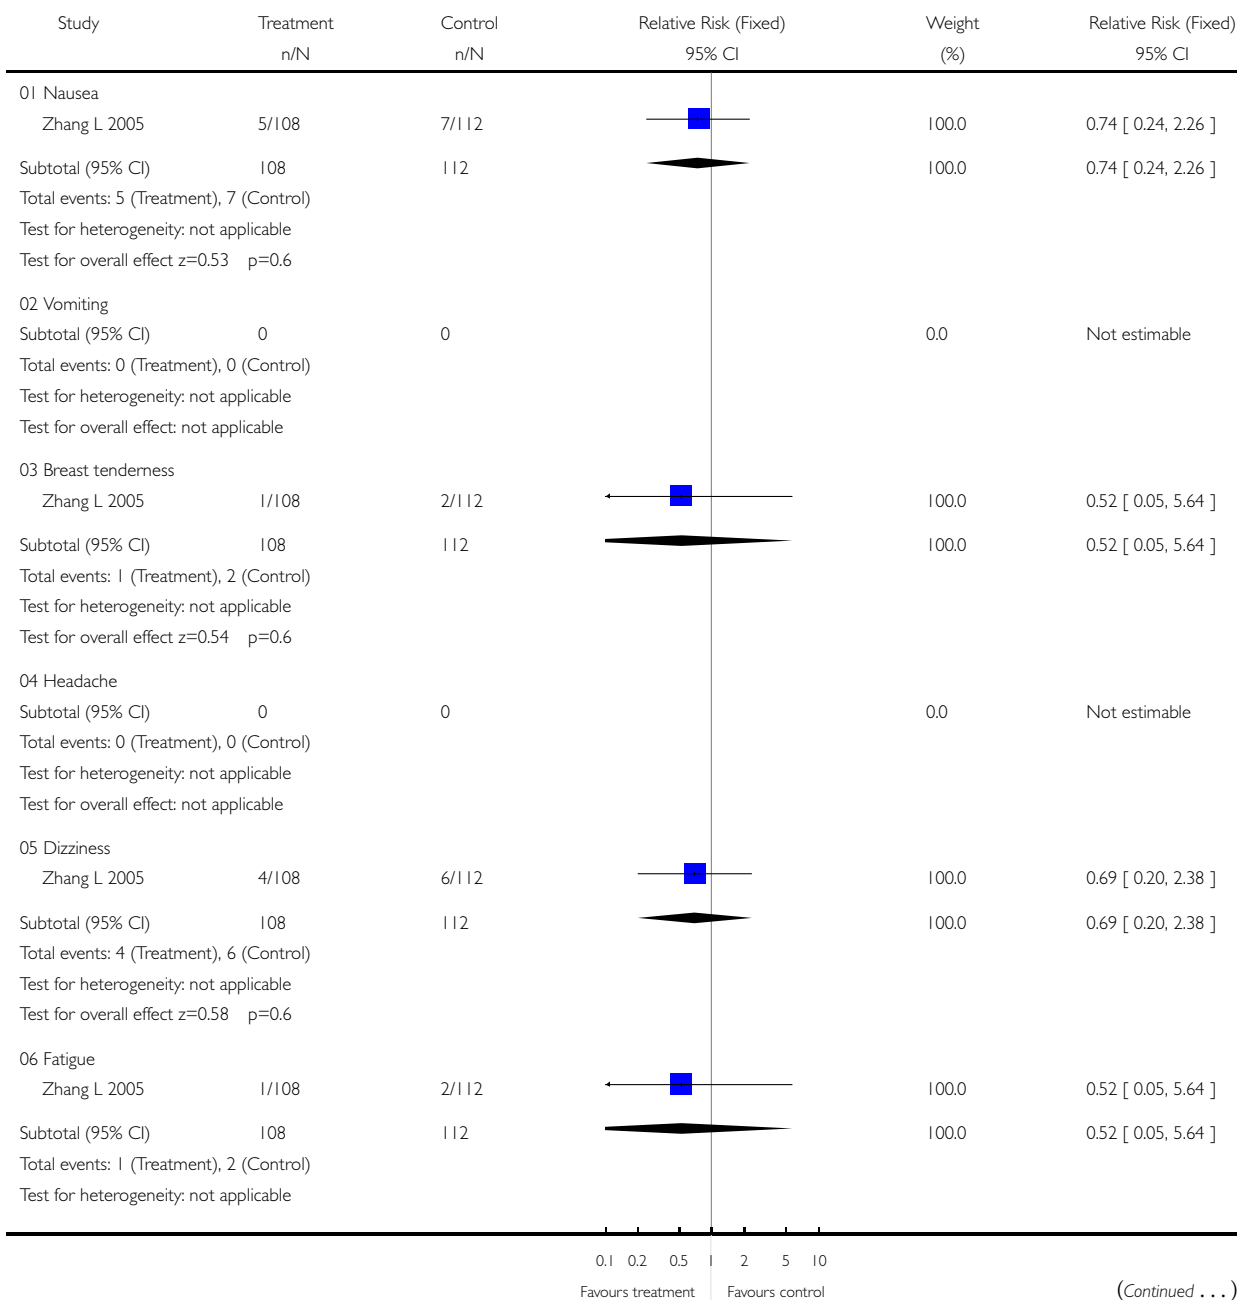 Study Treatment Control Relative Risk (Fixed) Weight Relative Risk (Fixed)
n/N n/N 95% CI (%) 95% CI
01 Nausea
Zhang L 2005 5/108 7/112 100.0 0.74 [ 0.24, 2.26 ]
Subtotal (95% CI) 108 112 100.0 0.74 [ 0.24, 2.26 ]
Total events: 5 (Treatment), 7 (Control)
Test for heterogeneity: not applicable
Test for overall effect z=0.53 p=0.6
02 Vomiting
Subtotal (95% CI) 0 0 0.0 Not estimable
Total events: 0 (Treatment), 0 (Control)
Test for heterogeneity: not applicable
Test for overall effect: not applicable
03 Breast tenderness
Zhang L 2005 1/108 2/112 100.0 0.52 [ 0.05, 5.64 ]
Subtotal (95% CI) 108 112 100.0 0.52 [ 0.05, 5.64 ]
Total events: 1 (Treatment), 2 (Control)
Test for heterogeneity: not applicable
Test for overall effect z=0.54 p=0.6
04 Headache
Subtotal (95% CI) 0 0 0.0 Not estimable
Total events: 0 (Treatment), 0 (Control)
Test for heterogeneity: not applicable
Test for overall effect: not applicable
05 Dizziness
Zhang L 2005 4/108 6/112 100.0 0.69 [ 0.20, 2.38 ]
Subtotal (95% CI) 108 112 100.0 0.69 [ 0.20, 2.38 ]
Total events: 4 (Treatment), 6 (Control)
Test for heterogeneity: not applicable
Test for overall effect z=0.58 p=0.6
06 Fatigue
Zhang L 2005 1/108 2/112 100.0 0.52 [ 0.05, 5.64 ]
Subtotal (95% CI) 108 112 100.0 0.52 [ 0.05, 5.64 ]
Total events: 1 (Treatment), 2 (Control)
Test for heterogeneity: not applicable
0.1 0.2 0.5 1 2 5 10
Favours treatment Favours control (Continued . . . )